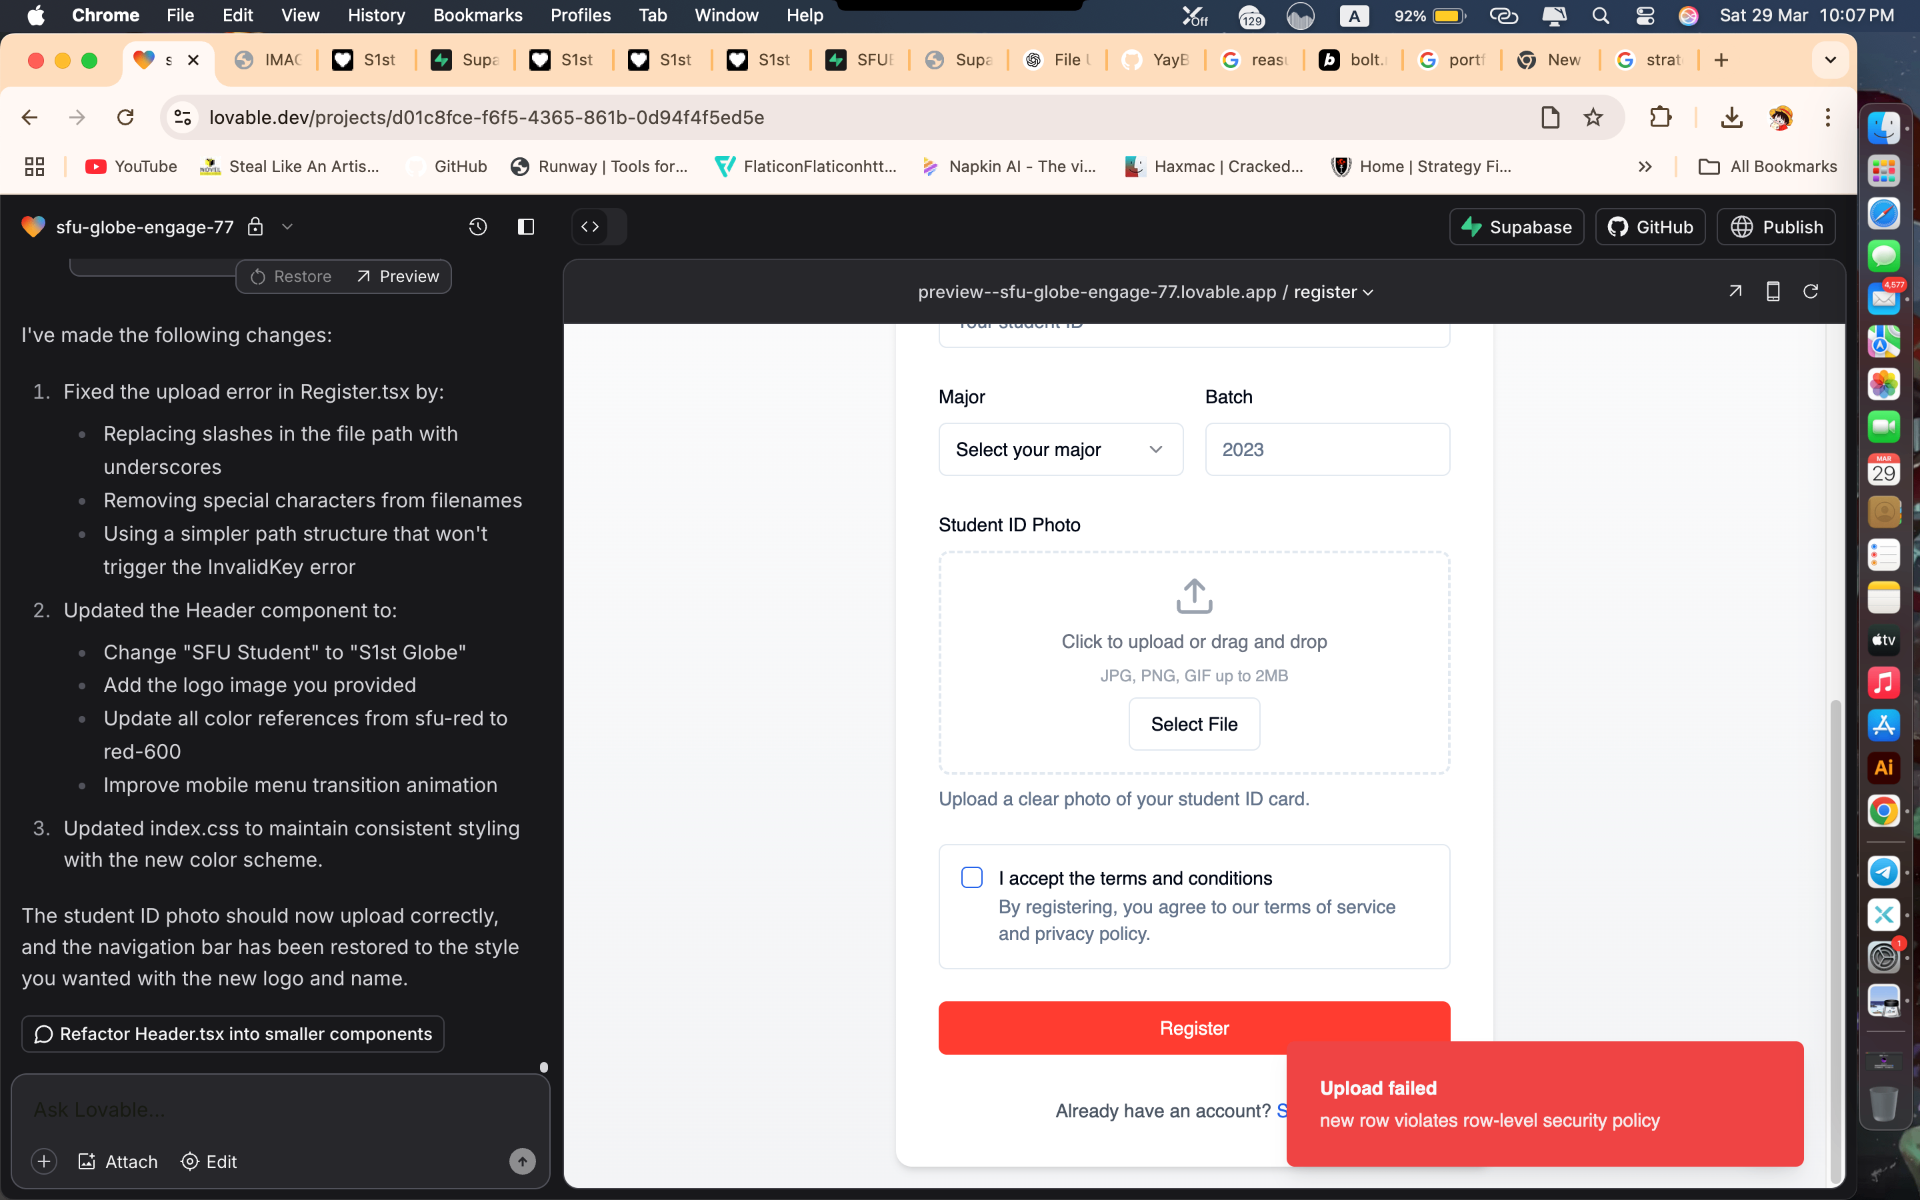 Chrome File Edit View History Bookmarks Profiles Tab Window Help
Off 129 A 92% Sat 29 Mar 10:07 PM
s IMAG S1st Supa S1st S1st S1st SFUE Supa File U YayB reasu b bolt. portf New strat
lovable.dev/projects/d01c8fce-f6f5-4365-861b-0d94f4f5ed5e
YouTube NOVEL Steal Like An Artis... GitHub Runway | Tools for... FlaticonFlaticonhtt... Napkin AI - The vi... Haxmac | Cracked... Home | Strategy Fi... All Bookmarks
sfu-globe-engage-77
Restore Preview
I've made the following changes:
1. Fixed the upload error in Register.tsx by:
• Replacing slashes in the file path with
underscores
• Removing special characters from filenames
• Using a simpler path structure that won't
trigger the InvalidKey error
2. Updated the Header component to:
• Change "SFU Student" to "S1st Globe"
• Add the logo image you provided
• Update all color references from sfu-red to
red-600
• Improve mobile menu transition animation
3. Updated index.css to maintain consistent styling
with the new color scheme.
The student ID photo should now upload correctly,
and the navigation bar has been restored to the style
you wanted with the new logo and name.
Refactor Header.tsx into smaller components
Ask Lovable...
Attach Edit
Supabase GitHub Publish
preview--sfu-globe-engage-77.lovable.app / register
Your student ID
Major Batch
Select your major 2023
Student ID Photo
Click to upload or drag and drop
JPG, PNG, GIF up to 2MB
Select File
Upload a clear photo of your student ID card.
I accept the terms and conditions
By registering, you agree to our terms of service
and privacy policy.
Register
Already have an account? S
Upload failed
new row violates row-level security policy
4,577
MAR
29
tv
Ai
1